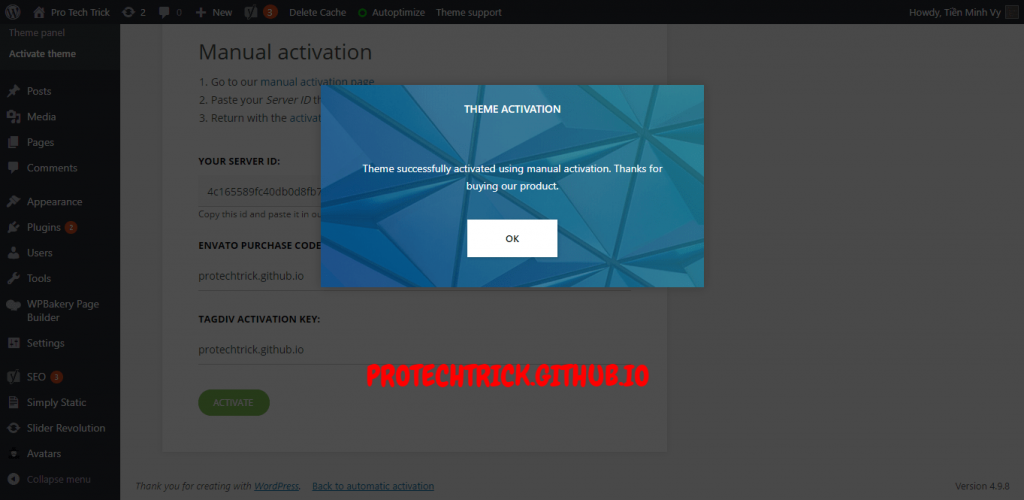 Pro Tech Trick 2 0 New 3 Delete Cache Autoptimize Theme support Howdy, Tiền Minh Vy
Theme panel
Activate theme
Posts
Media
Pages
Comments
Appearance
Plugins 2
Users
Tools
WPBakery Page
Builder
Settings
SEO 3
Simply Static
Slider Revolution
Avatars
Collapse menu
Manual activation
1. Go to our manual activation page
2. Paste your Server ID th
3. Return with the activat
YOUR SERVER ID:
4c165589fc40db0d8fb7
Copy this id and paste it in ou
ENVATO PURCHASE CODE
protechtrick.github.io
TAGDIV ACTIVATION KEY:
protechtrick.github.io
ACTIVATE
THEME ACTIVATION
Theme successfully activated using manual activation. Thanks for
buying our product.
OK
PROTECHTRICK.GITHUB.IO
Thank you for creating with WordPress. Back to automatic activation
Version 4.9.8